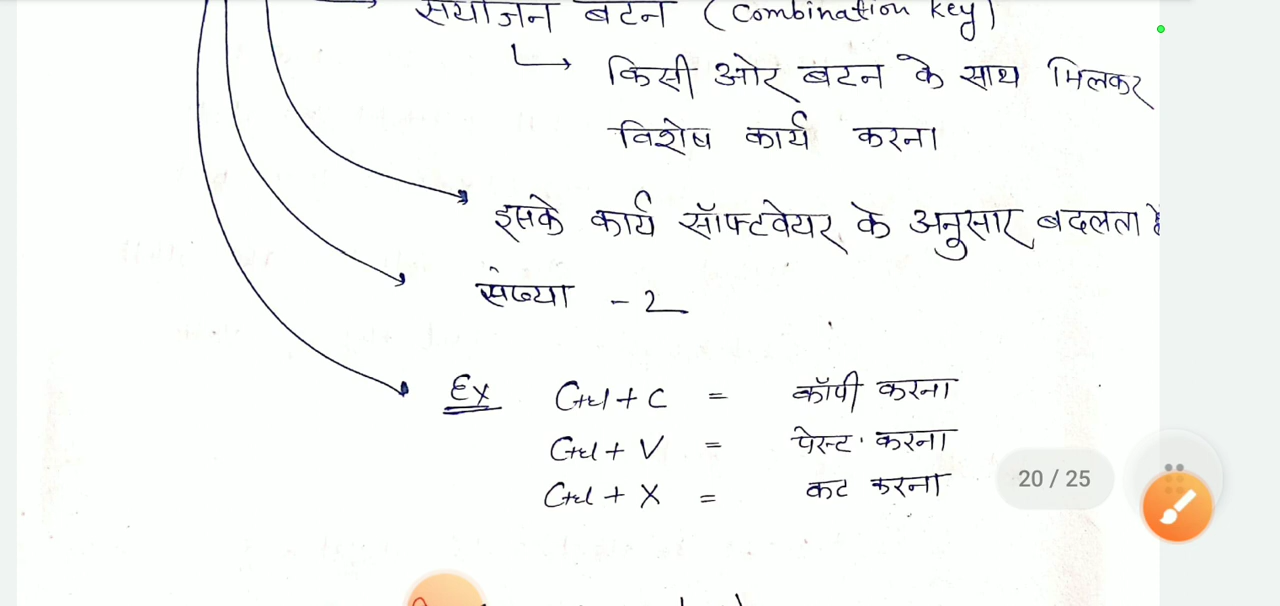 संयोजन बटन (Combination key)
किसी ओर बटन के साथ मिलकर
विशेष कार्य करना।
इसके कार्य सॉफ्टवेयर के अनुसार बदलता है
संख्या - 2
Ex Ctrl + C = कॉपी करना
Ctrl + V = पेस्ट करना
Ctrl + X = कट करना
20 / 25